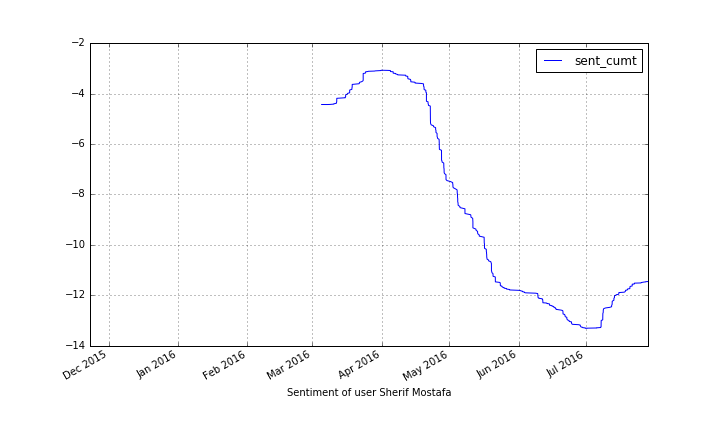 −2
−4
−6
−8
−10
−12
−14
sent_cumt
Dec 2015
Jan 2016
Feb 2016
Mar 2016
Apr 2016
May 2016
Jun 2016
Jul 2016
Sentiment of user Sherif Mostafa